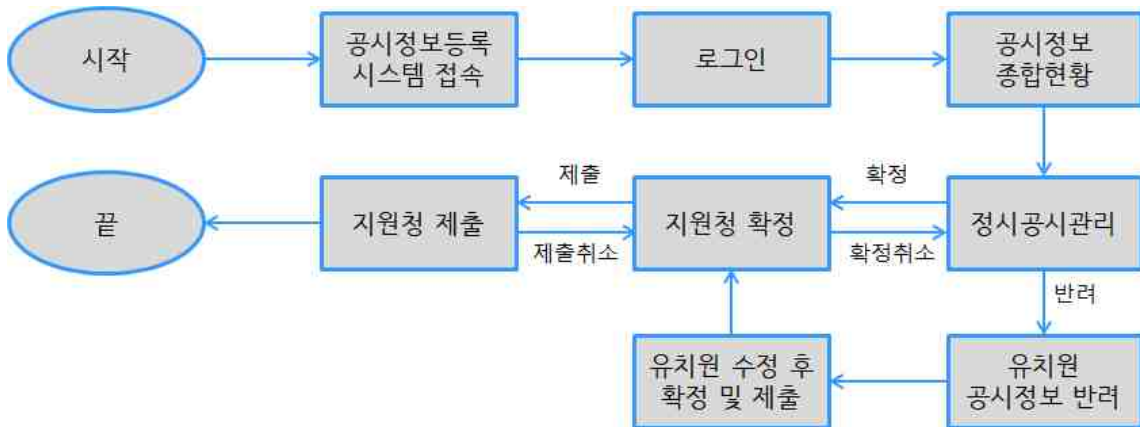 시작
공시정보등록
시스템 접속
로그인
공시정보
종합현황
제출
확정
끝
지원청 제출
지원청 확정
정시공시관리
제출취소
확정취소
반려
유치원 수정 후
확정 및 제출
유치원
공시정보 반려